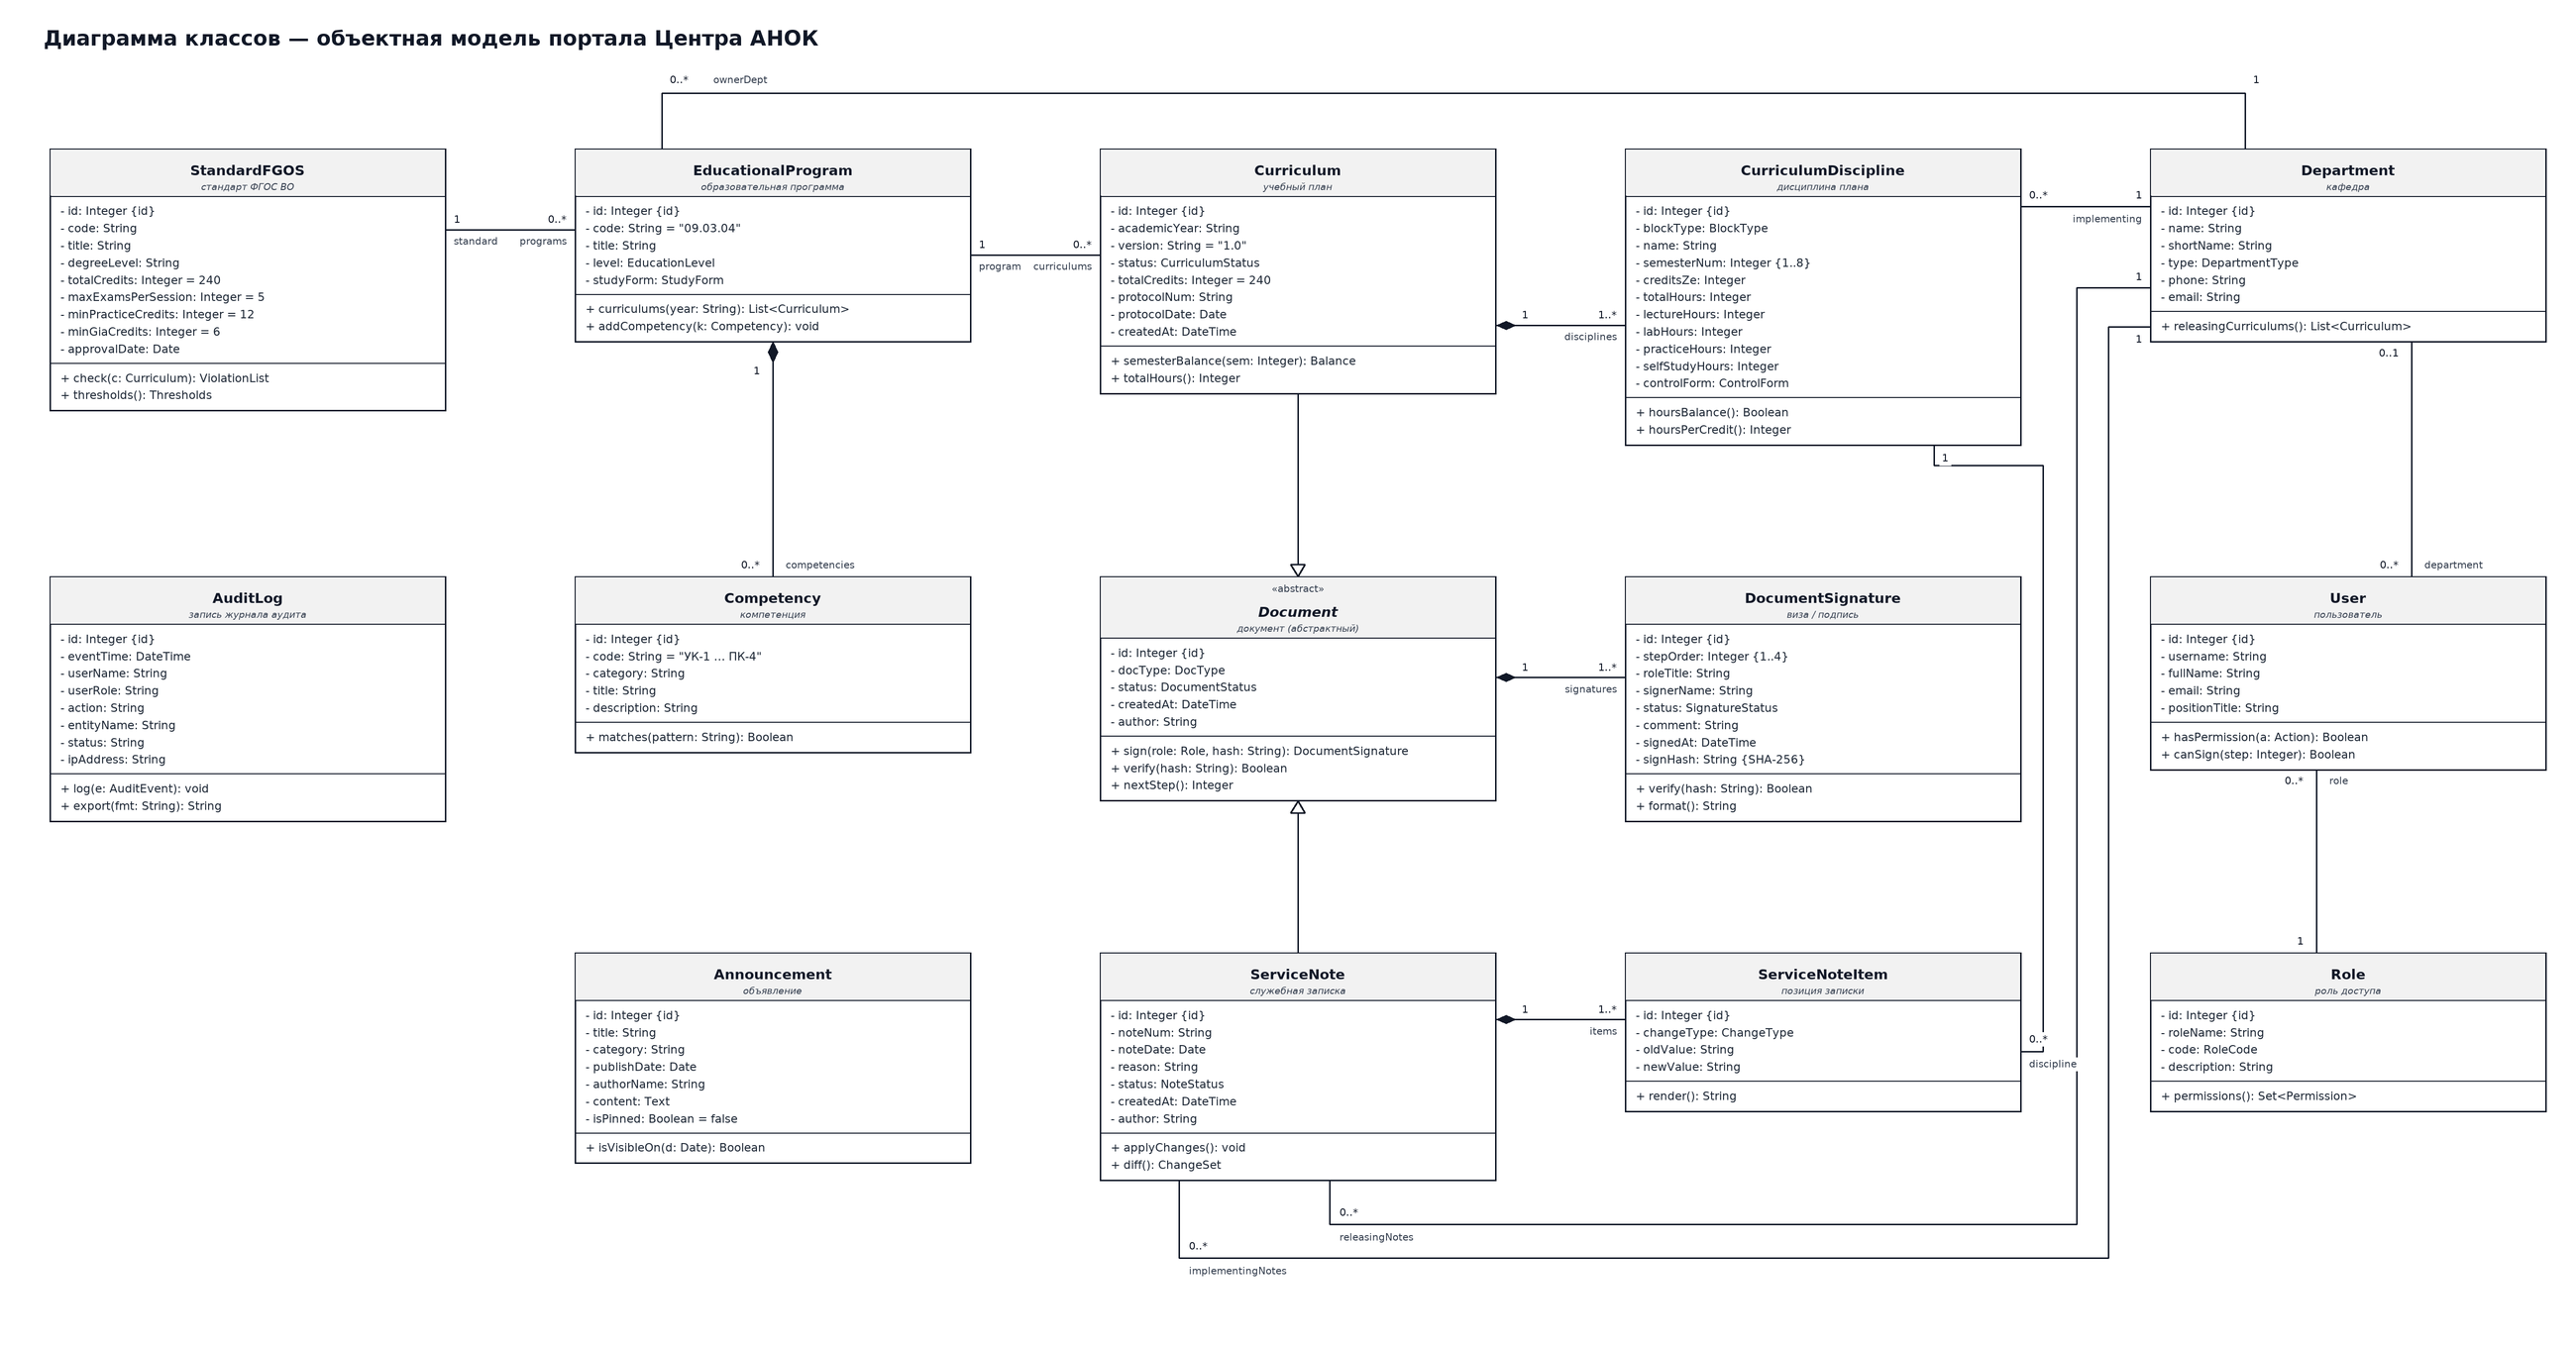 Диаграмма классов — объектная модель портала Центра АНОК
0..* ownerDept 1
StandardFGOS
стандарт ФГОС ВО
- id: Integer {id}
- code: String
- title: String
- degreeLevel: String
- totalCredits: Integer = 240
- maxExamsPerSession: Integer = 5
- minPracticeCredits: Integer = 12
- minGiaCredits: Integer = 6
- approvalDate: Date
+ check(c: Curriculum): ViolationList
+ thresholds(): Thresholds
1 0..*
standard programs
EducationalProgram
образовательная программа
- id: Integer {id}
- code: String = "09.03.04"
- title: String
- level: EducationLevel
- studyForm: StudyForm
+ curriculums(year: String): List<Curriculum>
+ addCompetency(k: Competency): void
1 0..*
program curriculums
Curriculum
учебный план
- id: Integer {id}
- academicYear: String
- version: String = "1.0"
- status: CurriculumStatus
- totalCredits: Integer = 240
- protocolNum: String
- protocolDate: Date
- createdAt: DateTime
+ semesterBalance(sem: Integer): Balance
+ totalHours(): Integer
1 1..*
disciplines
CurriculumDiscipline
дисциплина плана
- id: Integer {id}
- blockType: BlockType
- name: String
- semesterNum: Integer {1..8}
- creditsZe: Integer
- totalHours: Integer
- lectureHours: Integer
- labHours: Integer
- practiceHours: Integer
- selfStudyHours: Integer
- controlForm: ControlForm
+ hoursBalance(): Boolean
+ hoursPerCredit(): Integer
0..* 1
implementing
1
1
Department
кафедра
- id: Integer {id}
- name: String
- shortName: String
- type: DepartmentType
- phone: String
- email: String
+ releasingCurriculums(): List<Curriculum>
1
0..1
1
0..* competencies
0..* department
AuditLog
запись журнала аудита
- id: Integer {id}
- eventTime: DateTime
- userName: String
- userRole: String
- action: String
- entityName: String
- status: String
- ipAddress: String
+ log(e: AuditEvent): void
+ export(fmt: String): String
Competency
компетенция
- id: Integer {id}
- code: String = "УК-1 … ПК-4"
- category: String
- title: String
- description: String
+ matches(pattern: String): Boolean
«abstract»
Document
документ (абстрактный)
- id: Integer {id}
- docType: DocType
- status: DocumentStatus
- createdAt: DateTime
- author: String
+ sign(role: Role, hash: String): DocumentSignature
+ verify(hash: String): Boolean
+ nextStep(): Integer
1 1..*
signatures
DocumentSignature
виза / подпись
- id: Integer {id}
- stepOrder: Integer {1..4}
- roleTitle: String
- signerName: String
- status: SignatureStatus
- comment: String
- signedAt: DateTime
- signHash: String {SHA-256}
+ verify(hash: String): Boolean
+ format(): String
User
пользователь
- id: Integer {id}
- username: String
- fullName: String
- email: String
- positionTitle: String
+ hasPermission(a: Action): Boolean
+ canSign(step: Integer): Boolean
0..* role
1
Announcement
объявление
- id: Integer {id}
- title: String
- category: String
- publishDate: Date
- authorName: String
- content: Text
- isPinned: Boolean = false
+ isVisibleOn(d: Date): Boolean
ServiceNote
служебная записка
- id: Integer {id}
- noteNum: String
- noteDate: Date
- reason: String
- status: NoteStatus
- createdAt: DateTime
- author: String
+ applyChanges(): void
+ diff(): ChangeSet
1 1..*
items
ServiceNoteItem
позиция записки
- id: Integer {id}
- changeType: ChangeType
- oldValue: String
- newValue: String
+ render(): String
0..*
discipline
Role
роль доступа
- id: Integer {id}
- roleName: String
- code: RoleCode
- description: String
+ permissions(): Set<Permission>
0..*
releasingNotes
0..*
implementingNotes